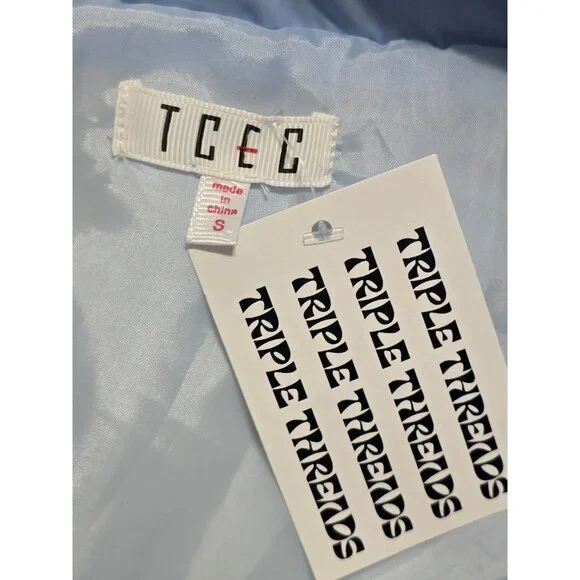 TCEC
made
in
china
S
TRIPLE THREADS
TRIPLE THREADS
TRIPLE THREADS
TRIPLE THREADS